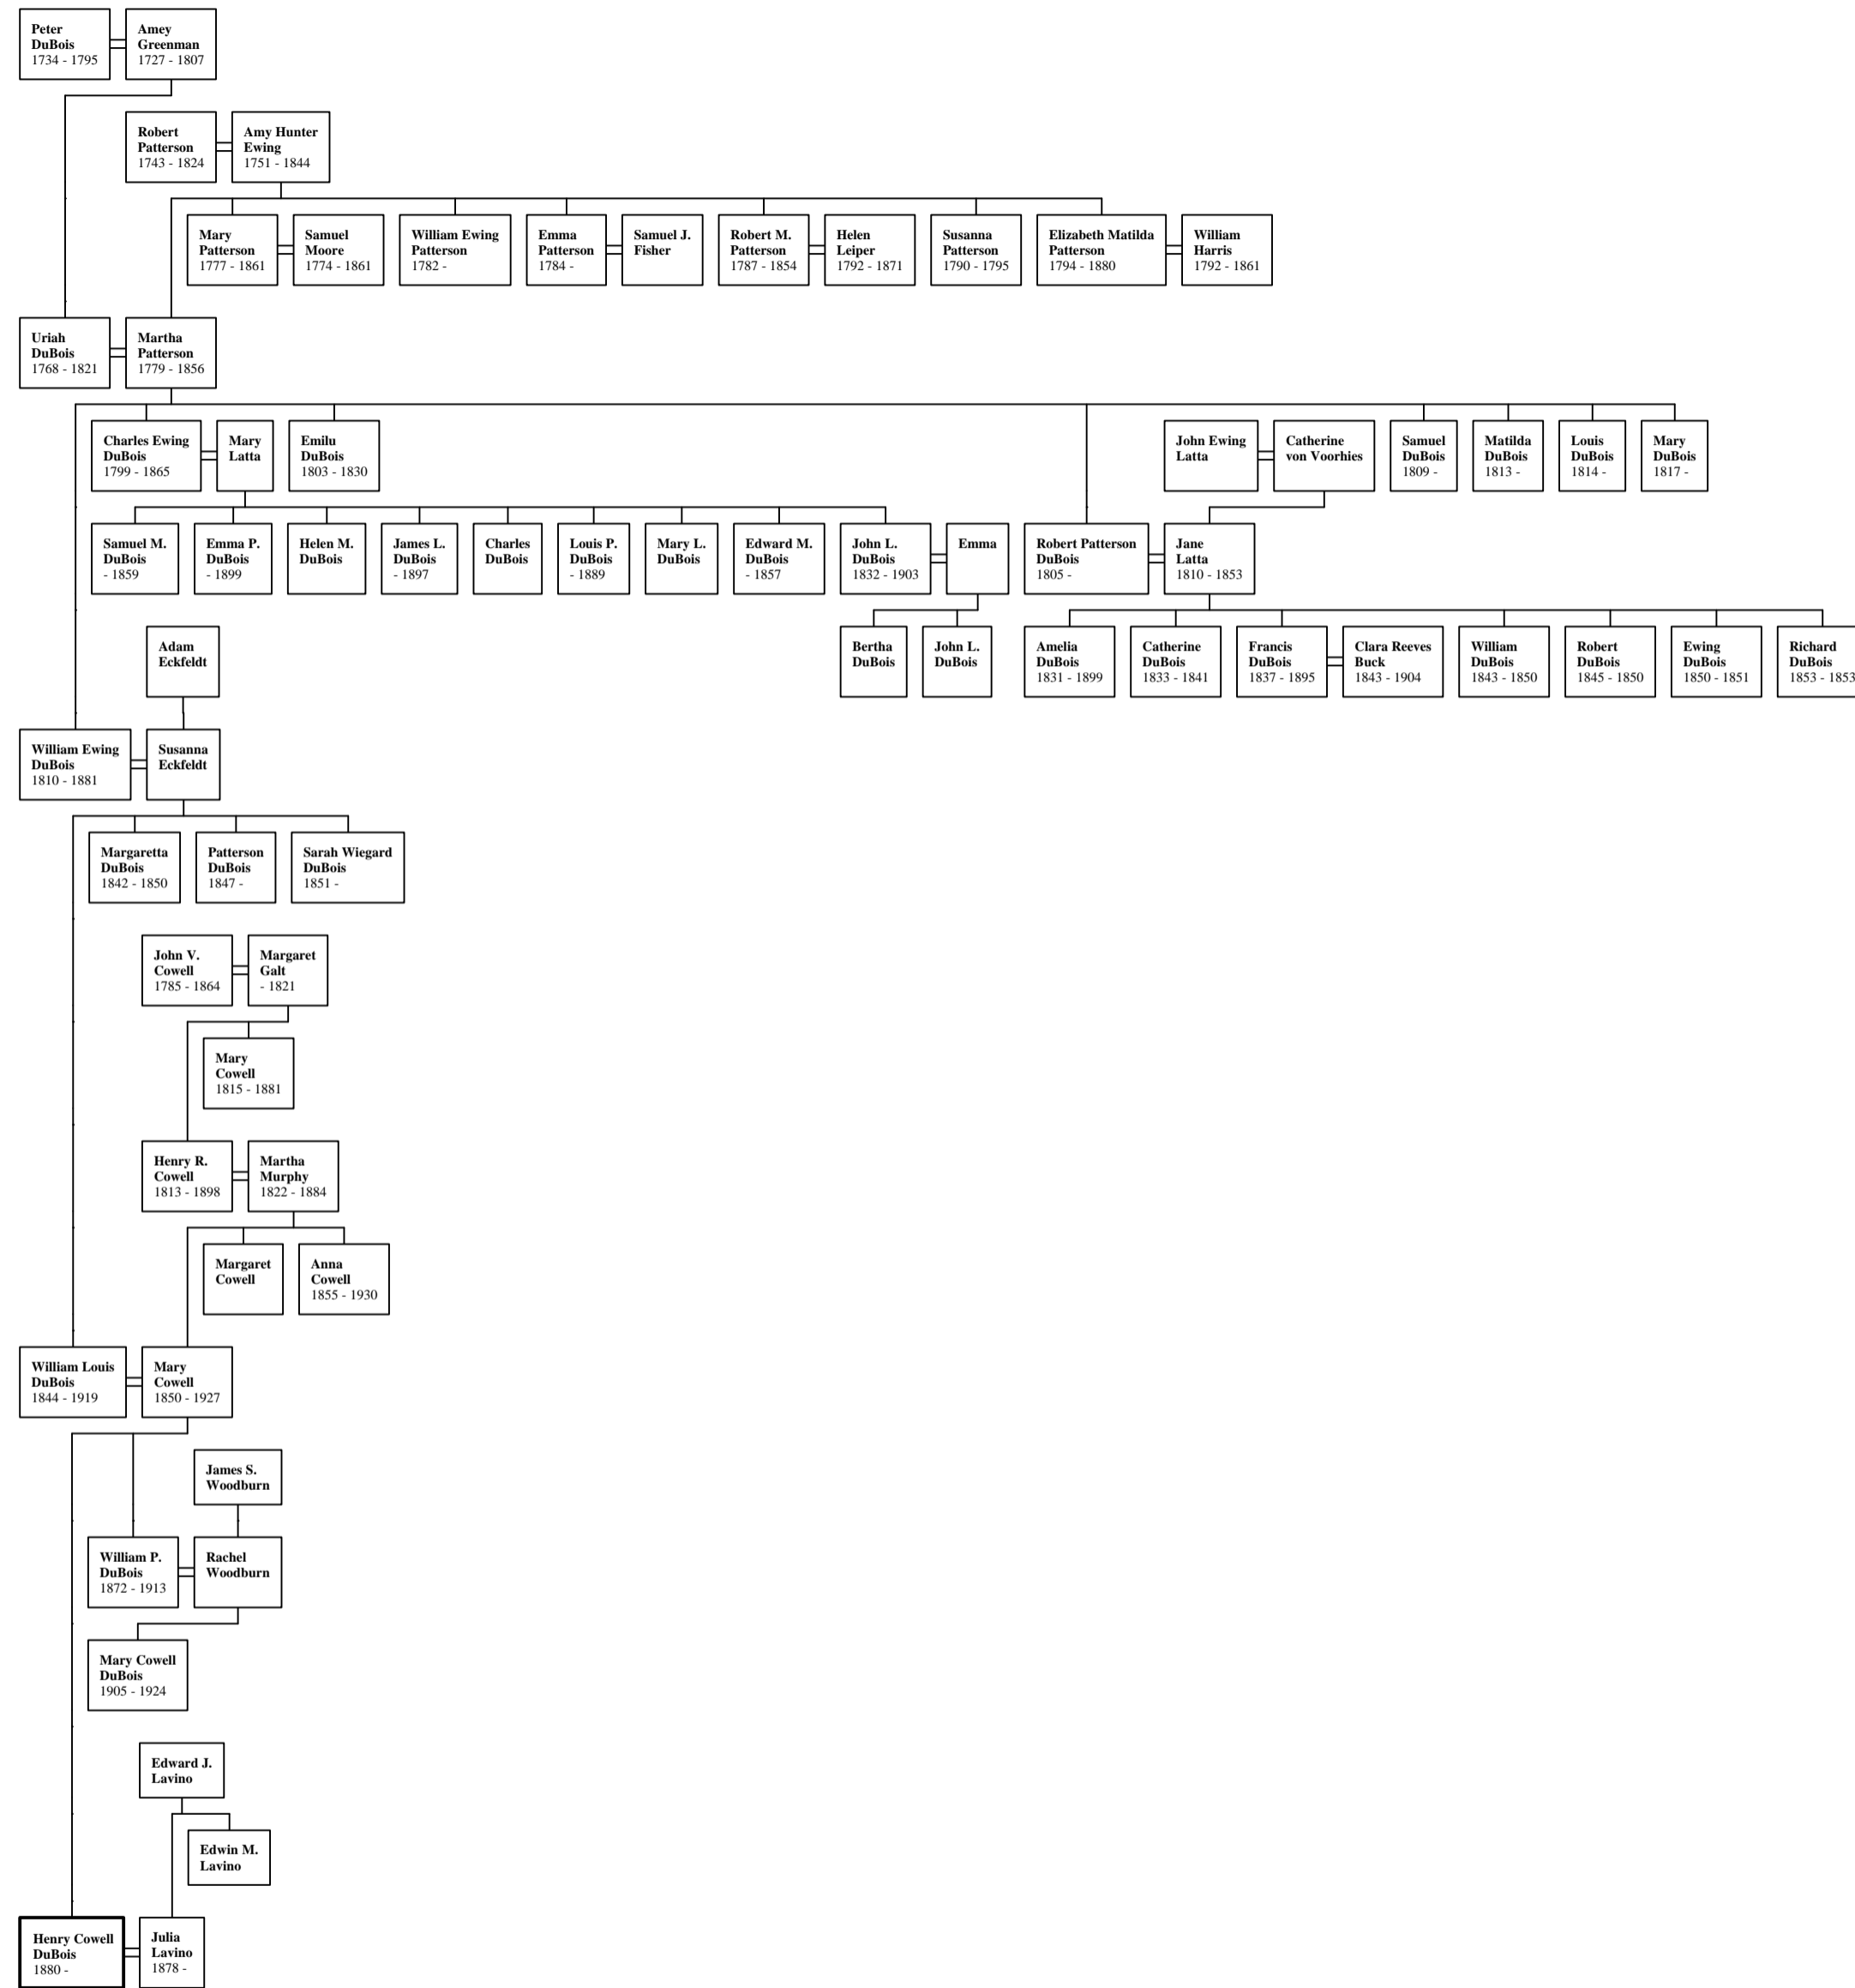 Peter
DuBois
1734 - 1795
Amey
Greenman
1727 - 1807
Robert
Patterson
1743 - 1824
Amy Hunter
Ewing
1751 - 1844
Mary
Patterson
1777 - 1861
Samuel
Moore
1774 - 1861
William Ewing
Patterson
1782 -
Emma
Patterson
1784 -
Samuel J.
Fisher
Robert M.
Patterson
1787 - 1854
Helen
Leiper
1792 - 1871
Susanna
Patterson
1790 - 1795
Elizabeth Matilda
Patterson
1794 - 1880
William
Harris
1792 - 1861
Uriah
DuBois
1768 - 1821
Martha
Patterson
1779 - 1856
Charles Ewing
DuBois
1799 - 1865
Mary
Latta
Emilu
DuBois
1803 - 1830
John Ewing
Latta
Catherine
von Voorhies
Samuel
DuBois
1809 -
Matilda
DuBois
1813 -
Louis
DuBois
1814 -
Mary
DuBois
1817 -
Samuel M.
DuBois
- 1859
Emma P.
DuBois
- 1899
Helen M.
DuBois
James L.
DuBois
- 1897
Charles
DuBois
Louis P.
DuBois
- 1889
Mary L.
DuBois
Edward M.
DuBois
- 1857
John L.
DuBois
1832 - 1903
Emma
Robert Patterson
DuBois
1805 -
Jane
Latta
1810 - 1853
Adam
Eckfeldt
Bertha
DuBois
John L.
DuBois
Amelia
DuBois
1831 - 1899
Catherine
DuBois
1833 - 1841
Francis
DuBois
1837 - 1895
Clara Reeves
Buck
1843 - 1904
William
DuBois
1843 - 1850
Robert
DuBois
1845 - 1850
Ewing
DuBois
1850 - 1851
Richard
DuBois
1853 - 1853
William Ewing
DuBois
1810 - 1881
Susanna
Eckfeldt
Margaretta
DuBois
1842 - 1850
Patterson
DuBois
1847 -
Sarah Wiegard
DuBois
1851 -
John V.
Cowell
1785 - 1864
Margaret
Galt
- 1821
Mary
Cowell
1815 - 1881
Henry R.
Cowell
1813 - 1898
Martha
Murphy
1822 - 1884
Margaret
Cowell
Anna
Cowell
1855 - 1930
William Louis
DuBois
1844 - 1919
Mary
Cowell
1850 - 1927
James S.
Woodburn
William P.
DuBois
1872 - 1913
Rachel
Woodburn
Mary Cowell
DuBois
1905 - 1924
Edward J.
Lavino
Edwin M.
Lavino
Henry Cowell
DuBois
1880 -
Julia
Lavino
1878 -